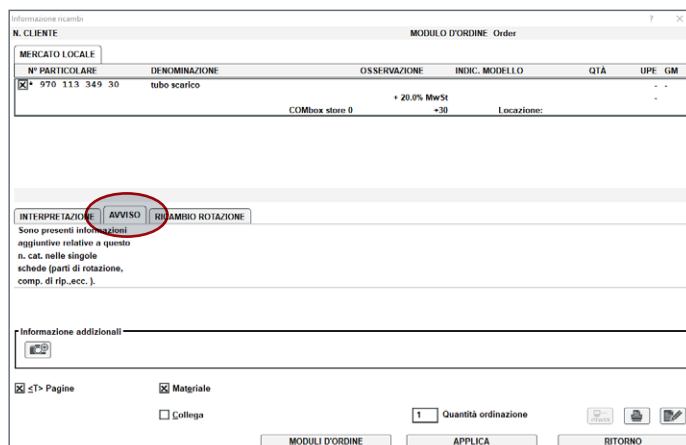 Informazione ricambi ? X
N. CLIENTE MODULO D'ORDINE Order
MERCATO LOCALE
Nº PARTICOLARE DENOMINAZIONE OSSERVAZIONE INDIC. MODELLO QTÀ UPE GM
* 970 113 349 30 tubo scarico - -
+ 20.0% MwSt -
COMbox store 0 +30 Locazione:
INTERPRETAZIONE AVVISO RICAMBIO ROTAZIONE
Sono presenti informazioni
aggiuntive relative a questo
n. cat. nelle singole
schede (parti di rotazione,
comp. di rip.,ecc. ).
Informazione addizionali
<T> Pagine Materiale
Collega 1 Quantità ordinazione
MODULI D'ORDINE APPLICA RITORNO